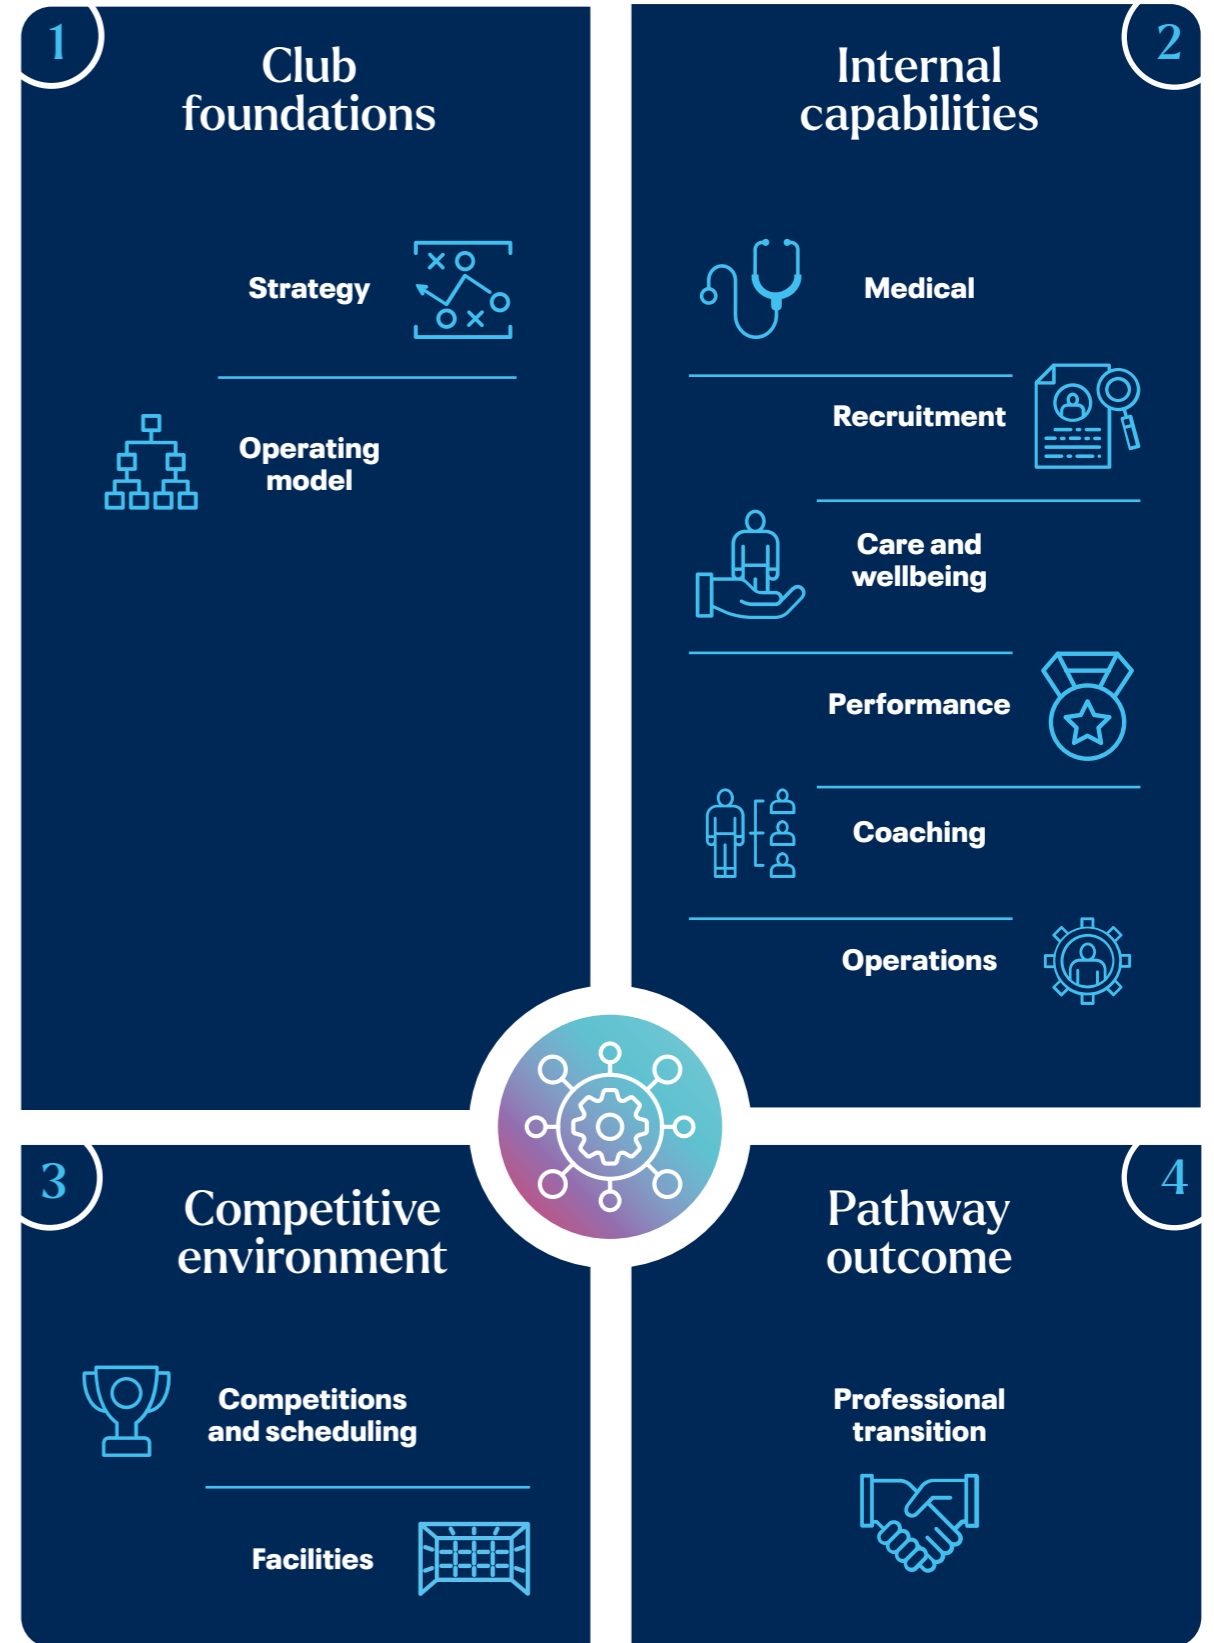 1
Club
foundations
Strategy
Operating
model
2
Internal
capabilities
Medical
Recruitment
Care and
wellbeing
Performance
Coaching
Operations
3
Competitive
environment
Competitions
and scheduling
Facilities
4
Pathway
outcome
Professional
transition